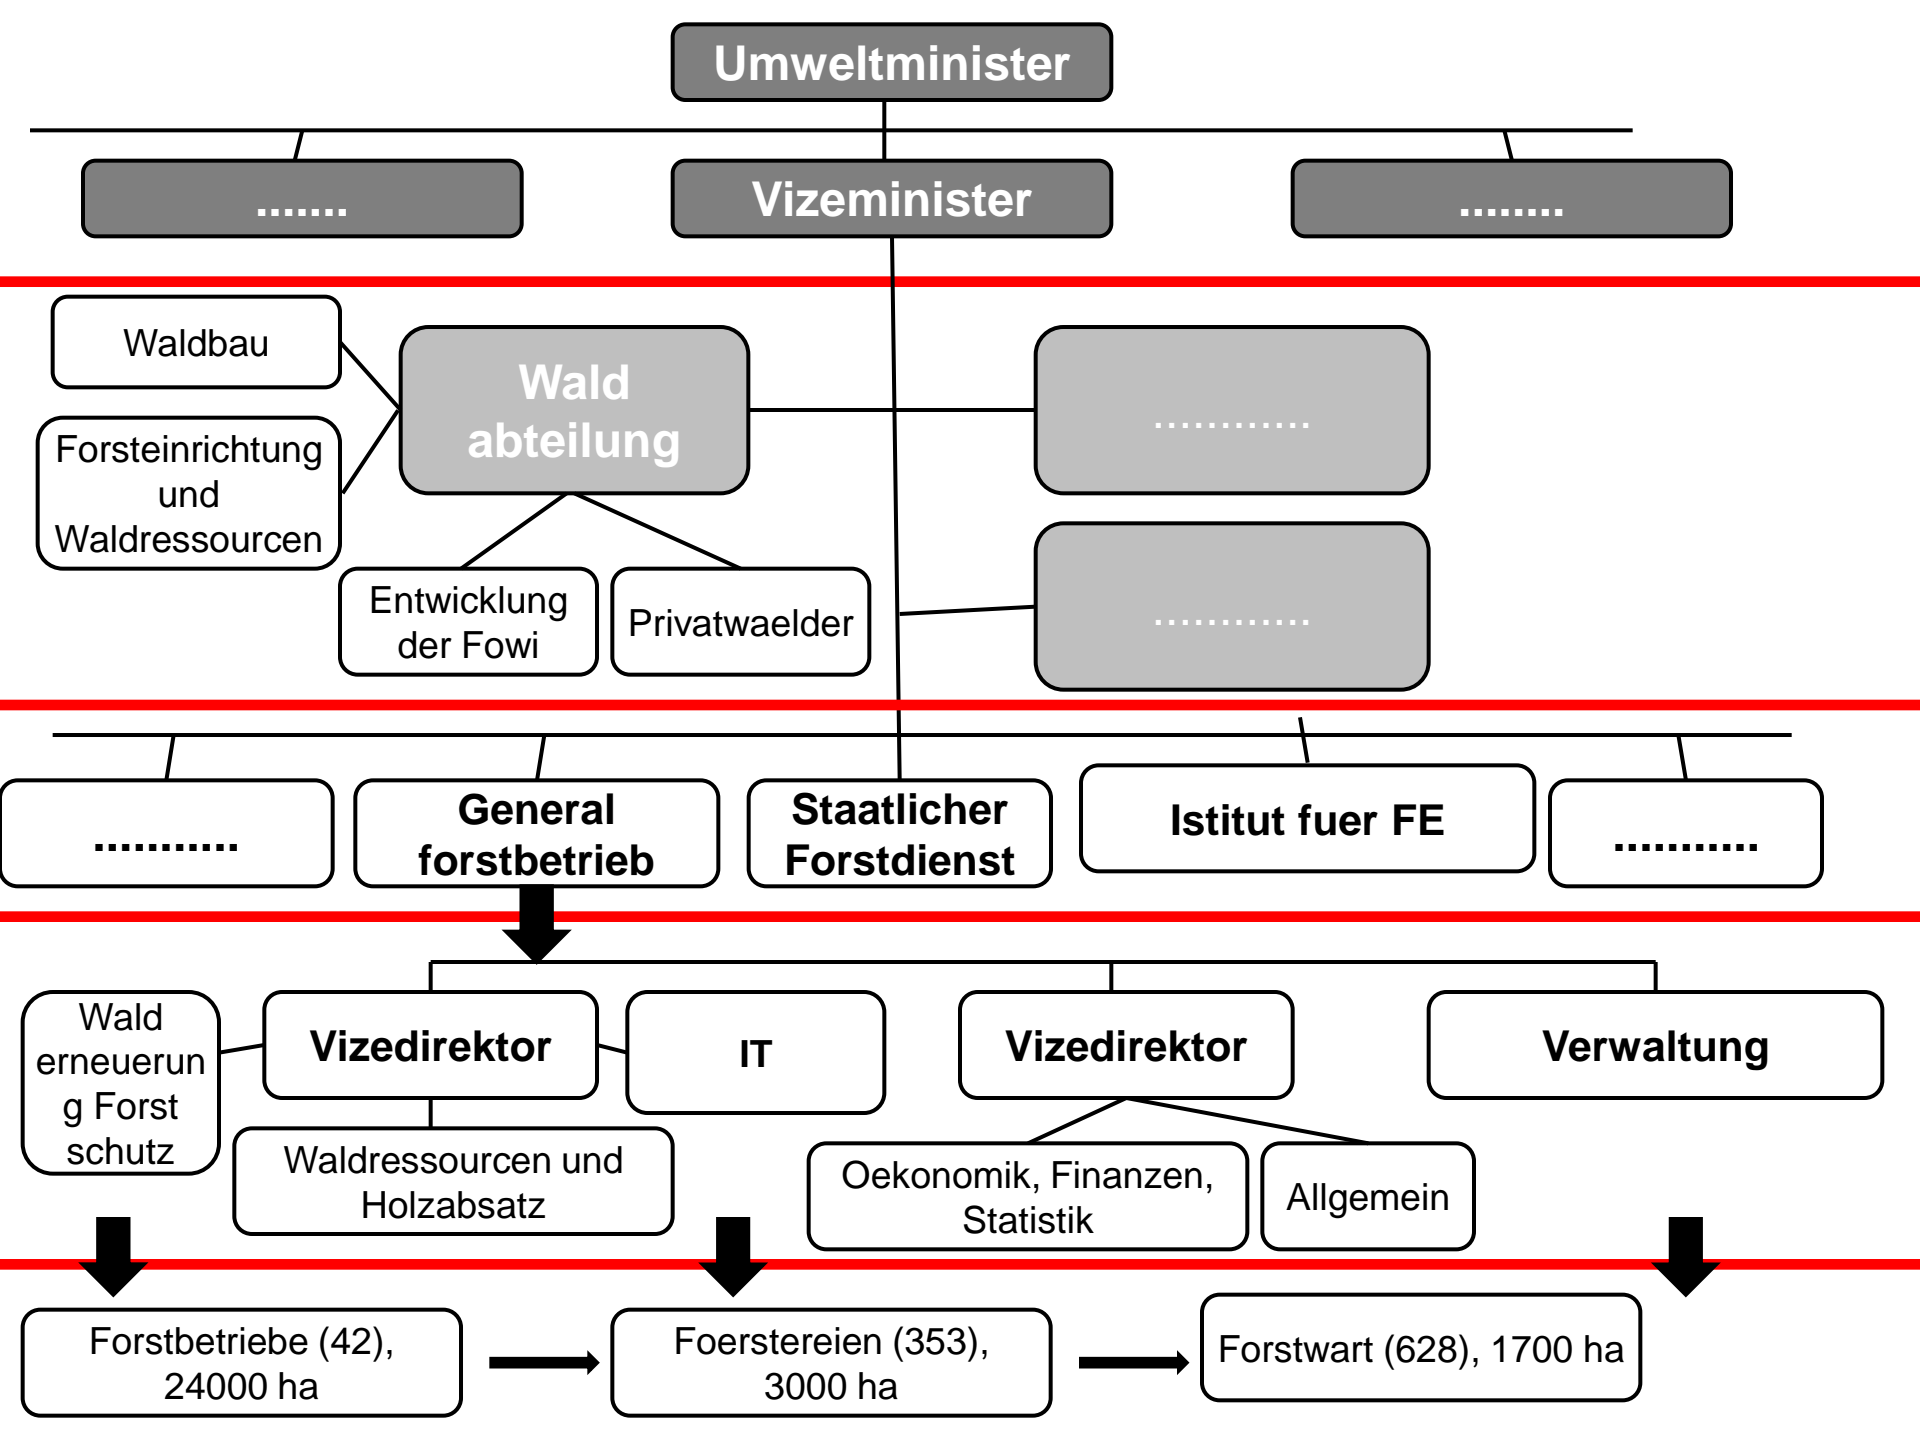 Umweltminister
.......
Vizeminister
........
Waldbau
Wald
abteilung
............
Forsteinrichtung
und
Waldressourcen
Entwicklung
der Fowi
Privatwaelder
............
...........
General
forstbetrieb
Staatlicher
Forstdienst
Istitut fuer FE
...........
Wald
erneuerun
g Forst
schutz
Vizedirektor
IT
Vizedirektor
Verwaltung
Waldressourcen und
Holzabsatz
Oekonomik, Finanzen,
Statistik
Allgemein
Forstbetriebe (42),
24000 ha
Foerstereien (353),
3000 ha
Forstwart (628), 1700 ha